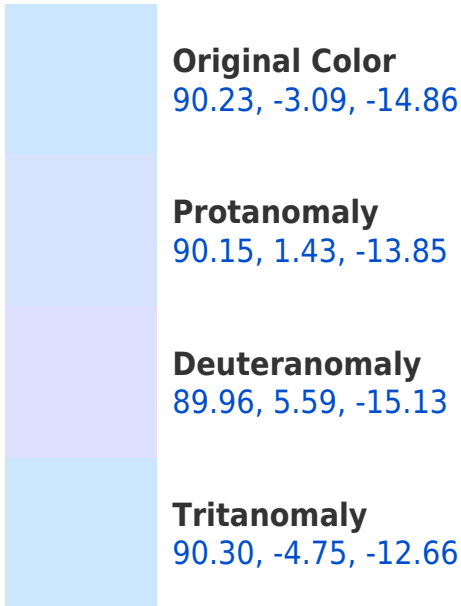 Original Color
90.23, -3.09, -14.86
Protanomaly
90.15, 1.43, -13.85
Deuteranomaly
89.96, 5.59, -15.13
Tritanomaly
90.30, -4.75, -12.66